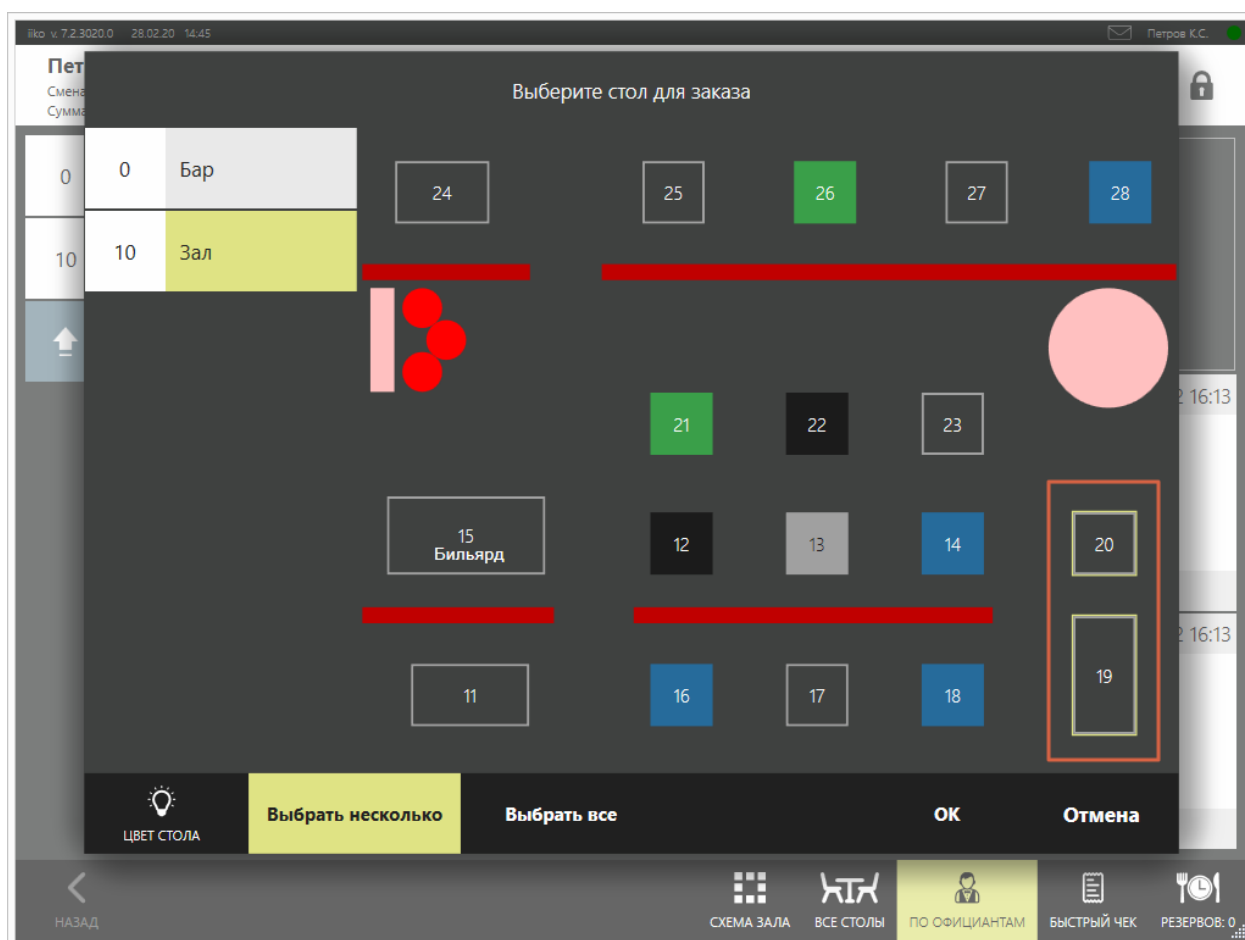 iiko v. 7.2.3020.0 28.02.20 14:45 Петров К.С.
Пет
Смена
Сумма
Выберите стол для заказа
0
10
0 Бар
10 Зал
24 25 26 27 28
2 16:13
21 22 23
15
Бильярд
12 13 14 20
2 16:13
11 16 17 18 19
ЦВЕТ СТОЛА
Выбрать несколько
Выбрать все
ОК
Отмена
НАЗАД
СХЕМА ЗАЛА
ВСЕ СТОЛЫ
ПО ОФИЦИАНТАМ
БЫСТРЫЙ ЧЕК
РЕЗЕРВОВ: 0